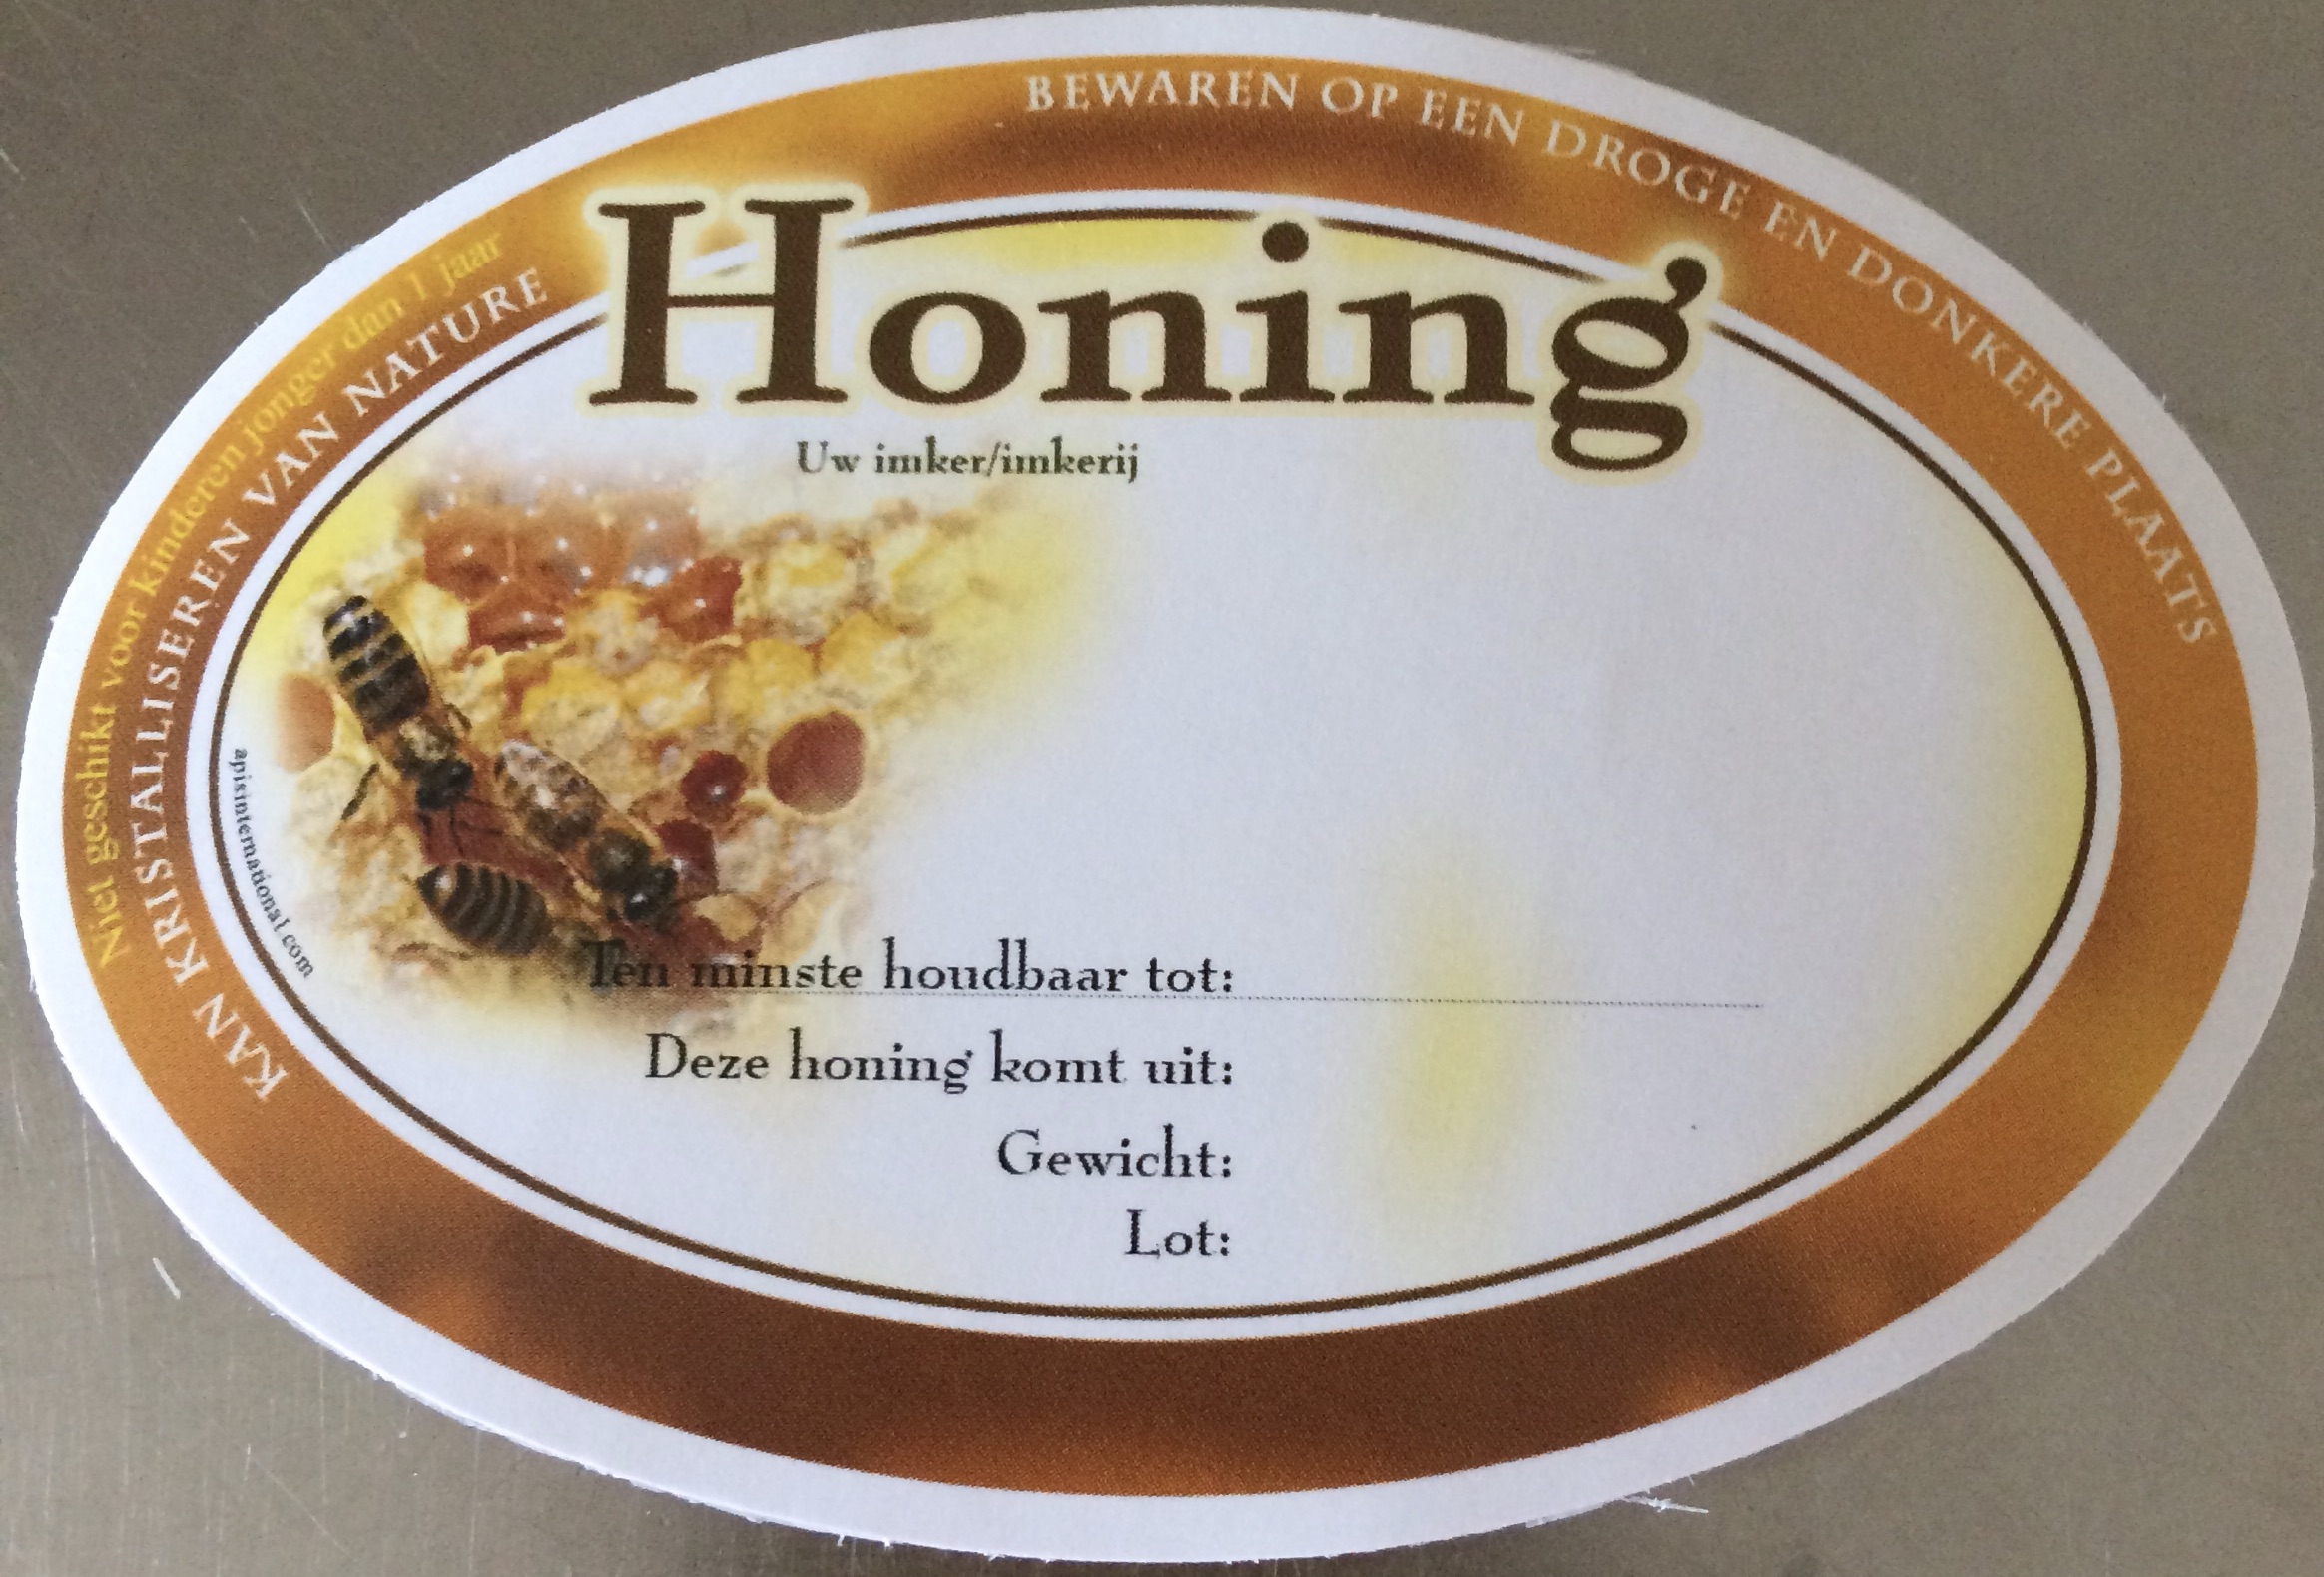 BEWAREN OP EEN DROGE EN DONKERE PLAATS
Niet geschikt voor kinderen jonger dan 1 jaar
KAN KRISTALLISEREN VAN NATURE
Honing
Uw imker/imkerij
apisinternational.com
Ten minste houdbaar tot:
Deze honing komt uit:
Gewicht:
Lot: